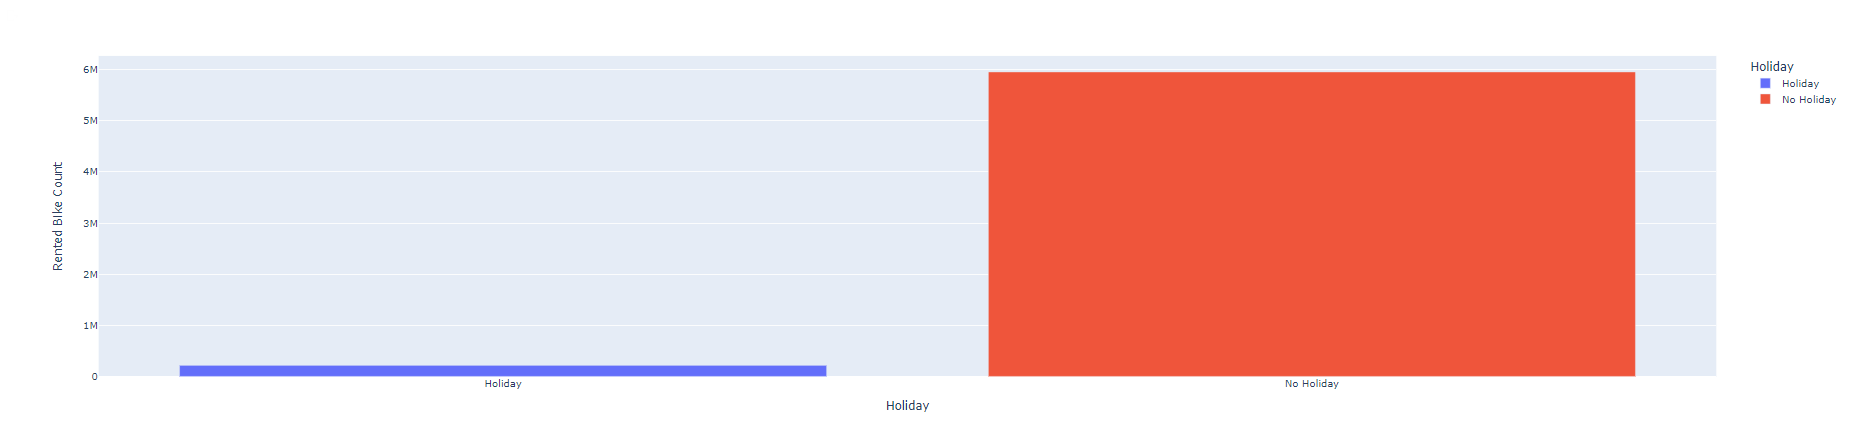 6M
5M
4M
3M
2M
1M
0
Rented Bike Count
Holiday
No Holiday
Holiday
Holiday
Holiday
No Holiday